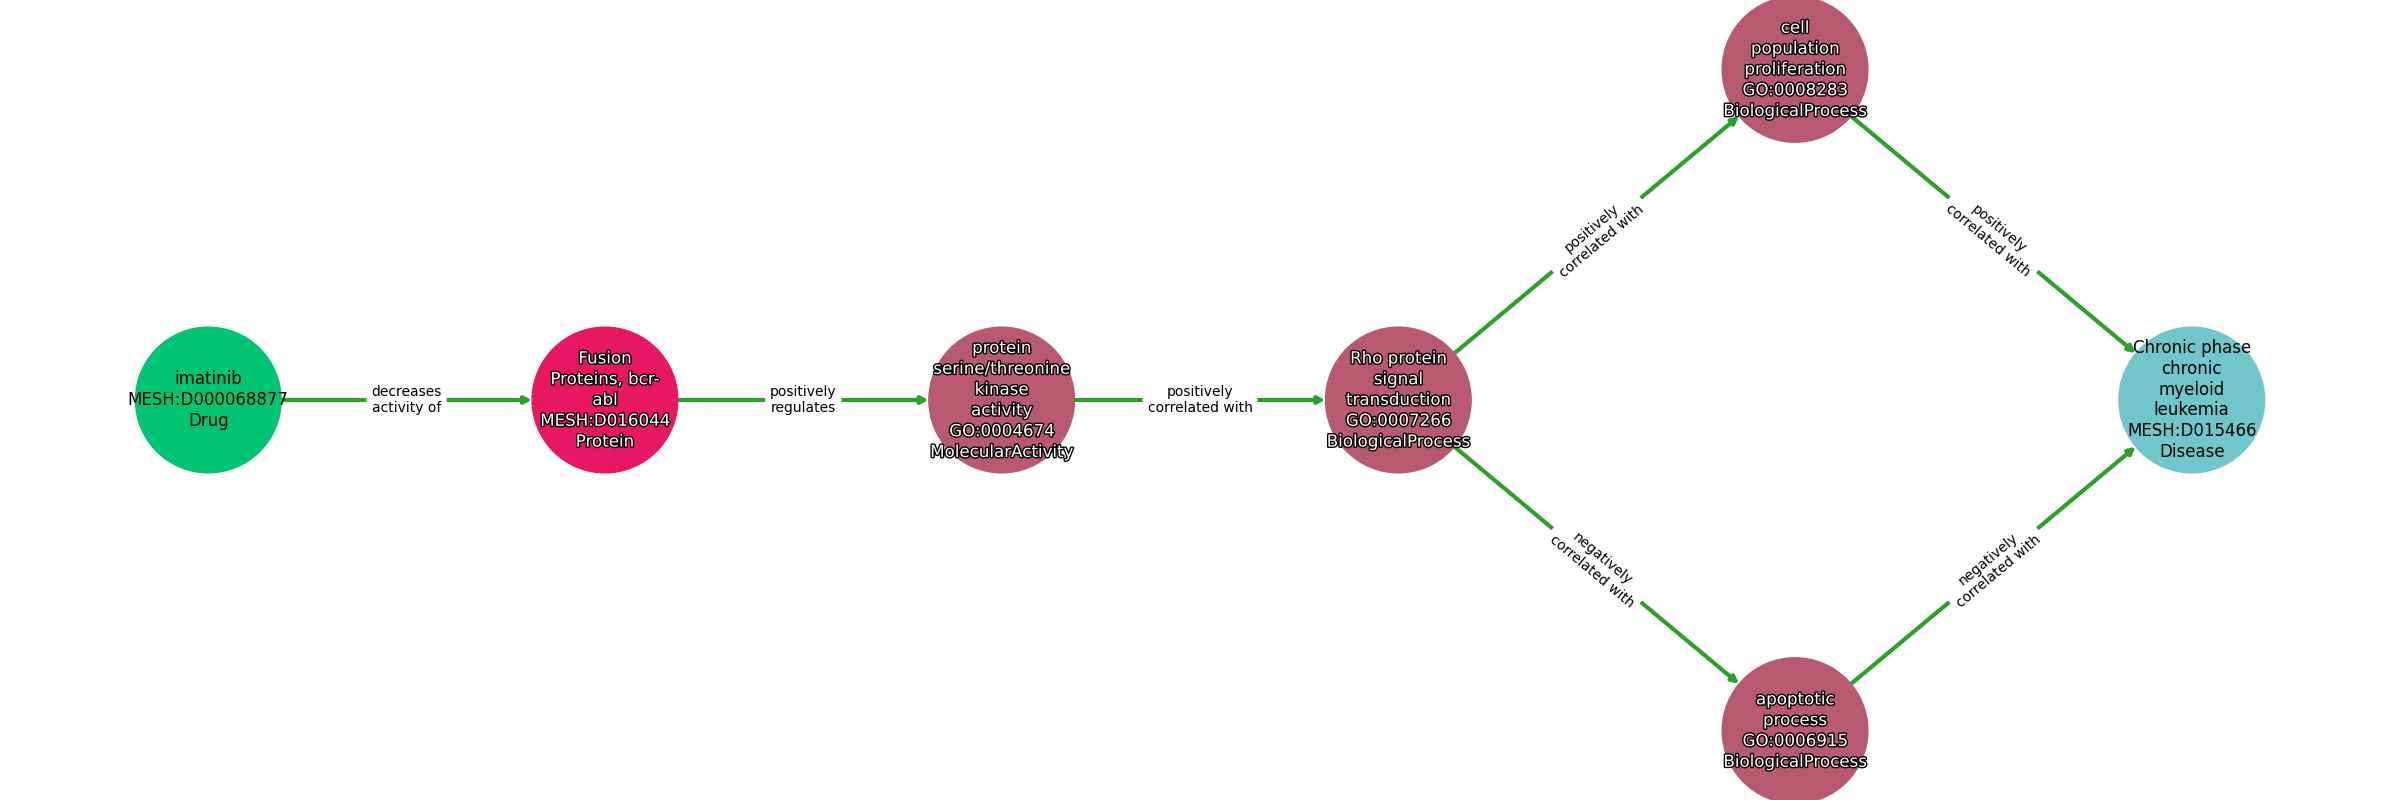 imatinib
MESH:D000068877
Drug
decreases
activity of
Fusion
Proteins, bcr-
abl
MESH:D016044
Protein
positively
regulates
protein
serine/threonine
kinase
activity
GO:0004674
MolecularActivity
positively
correlated with
Rho protein
signal
transduction
GO:0007266
BiologicalProcess
positively
correlated with
cell
population
proliferation
GO:0008283
BiologicalProcess
positively
correlated with
negatively
correlated with
apoptotic
process
GO:0006915
BiologicalProcess
negatively
correlated with
Chronic phase
chronic
myeloid
leukemia
MESH:D015466
Disease